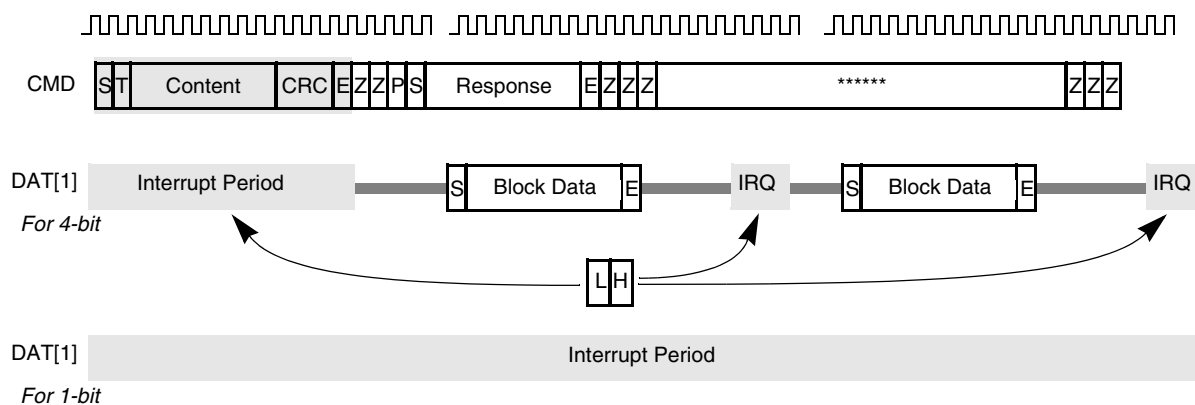 CMD S T Content CRC E Z Z P S Response E Z Z Z ****** Z Z Z
DAT[1] Interrupt Period S Block Data E IRQ S Block Data E IRQ
For 4-bit
L H
DAT[1] Interrupt Period
For 1-bit